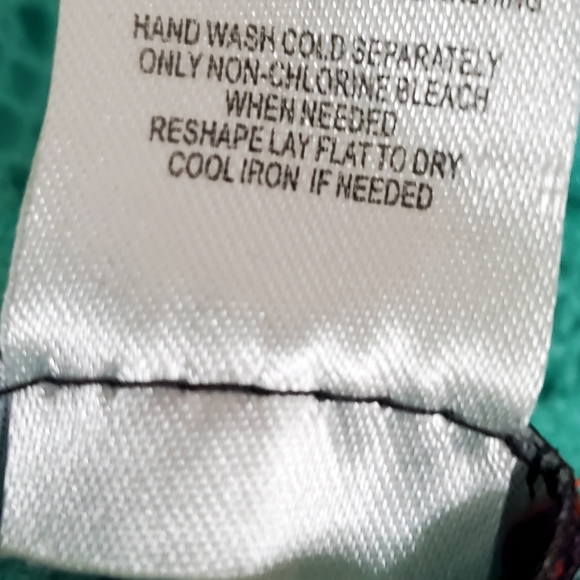 HAND WASH COLD SEPARATELY
ONLY NON-CHLORINE BLEACH
WHEN NEEDED
RESHAPE LAY FLAT TO DRY
COOL IRON IF NEEDED